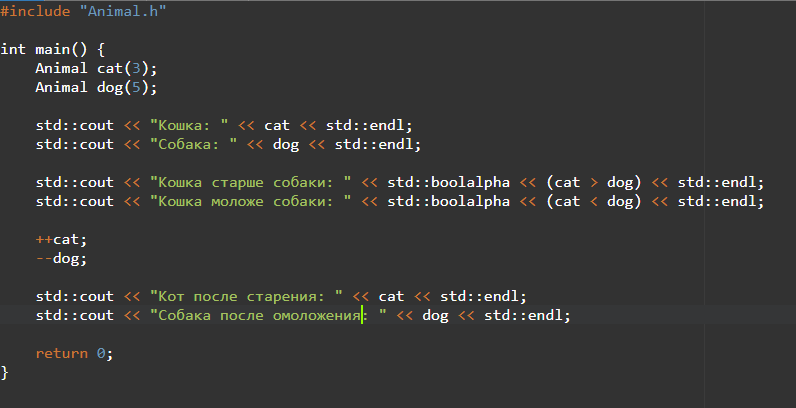 #include "Animal.h"
int main() {
Animal cat(3);
Animal dog(5);
std::cout << "Кошка: " << cat << std::endl;
std::cout << "Собака: " << dog << std::endl;
std::cout << "Кошка старше собаки: " << std::boolalpha << (cat > dog) << std::endl;
std::cout << "Кошка моложе собаки: " << std::boolalpha << (cat < dog) << std::endl;
++cat;
--dog;
std::cout << "Кот после старения: " << cat << std::endl;
std::cout << "Собака после омоложения: " << dog << std::endl;
return 0;
}